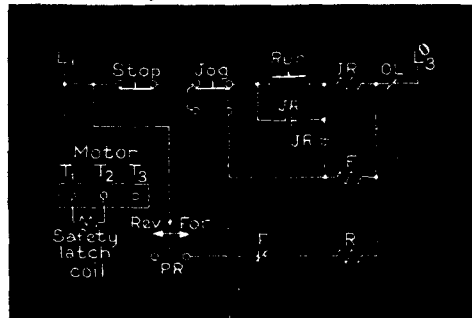 L1 L3
Stop Jog Run JR OL
JR
JR
Motor
T1 T2 T3
F
Rev For
Safety
latch
coil
PR
F R